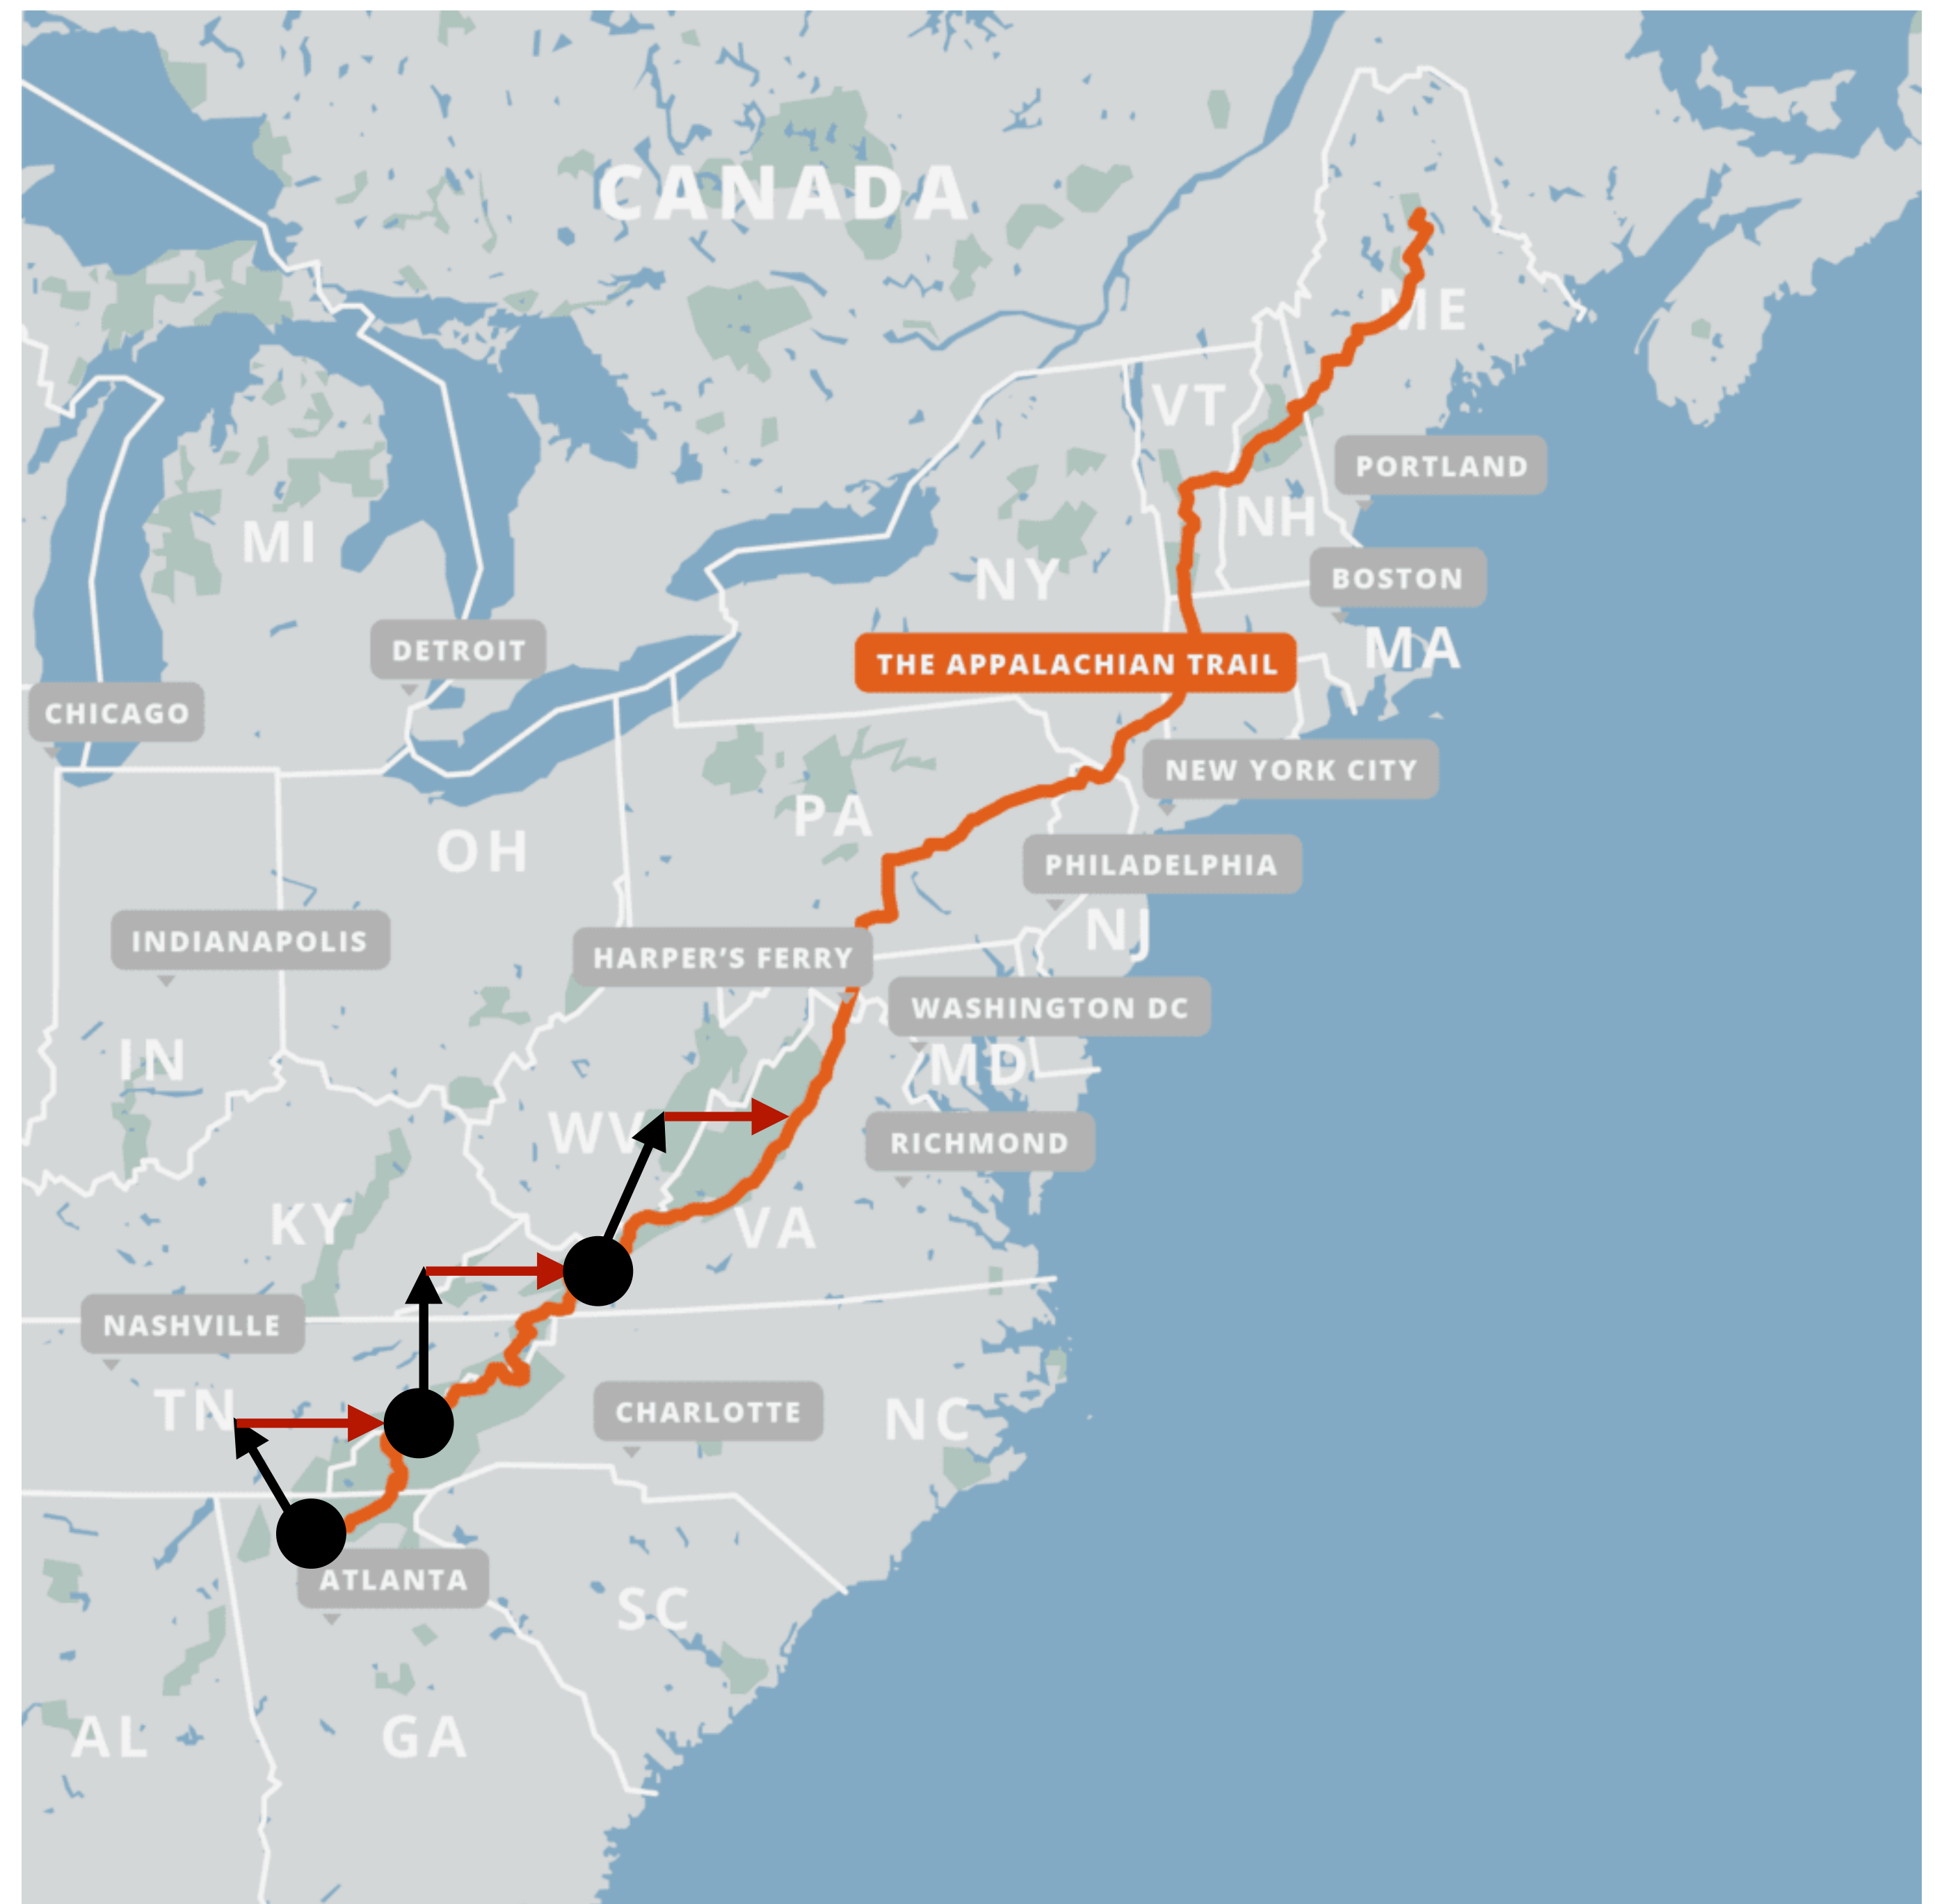 CANADA
ME
VT
PORTLAND
NH
MI
BOSTON
NY
MA
DETROIT
THE APPALACHIAN TRAIL
CHICAGO
NEW YORK CITY
PA
OH
PHILADELPHIA
NJ
INDIANAPOLIS
HARPER'S FERRY
WASHINGTON DC
IN
MD
WV
RICHMOND
KY
VA
NASHVILLE
TN
CHARLOTTE
NC
ATLANTA
SC
AL
GA